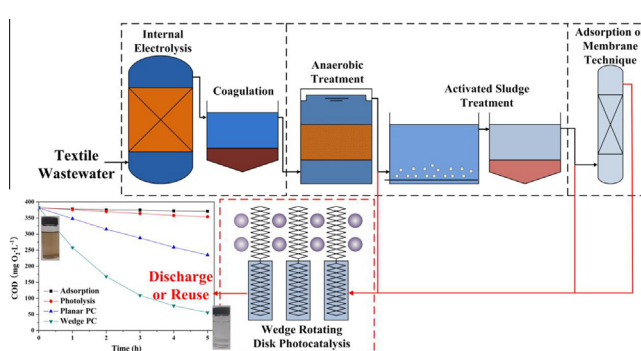 Internal
Electrolysis
Coagulation
Textile
Wastewater
Anaerobic
Treatment
Activated Sludge
Treatment
Adsorption or
Membrane
Technique
400
350
300
250
200
150
100
50
0
COD (mg O₂·L⁻¹)
Adsorption
Photolysis
Planar PC
Wedge PC
0 1 2 3 4 5
Time (h)
Discharge
or Reuse
Wedge Rotating
Disk Photocatalysis